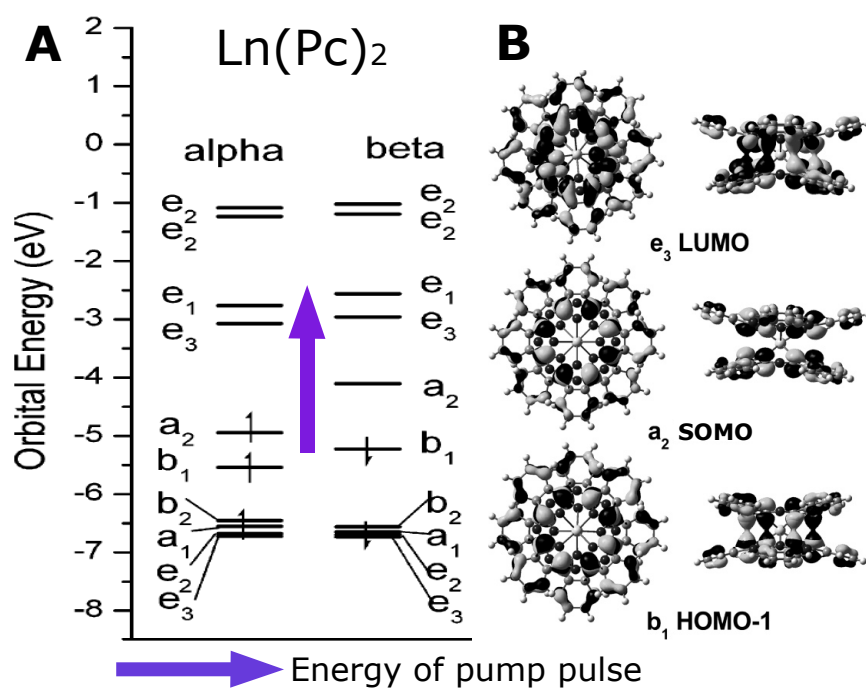 A
Ln(Pc)₂
B
2
1
0
-1
-2
-3
-4
-5
-6
-7
-8
Orbital Energy (eV)
alpha
e₂
e₂
e₁
e₃
a₂
b₁
b₂
a₁
e₂
e₃
beta
e₂
e₂
e₁
e₃
a₂
b₁
b₂
a₁
e₂
e₃
e₃ LUMO
a₂ SOMO
b₁ HOMO-1
Energy of pump pulse